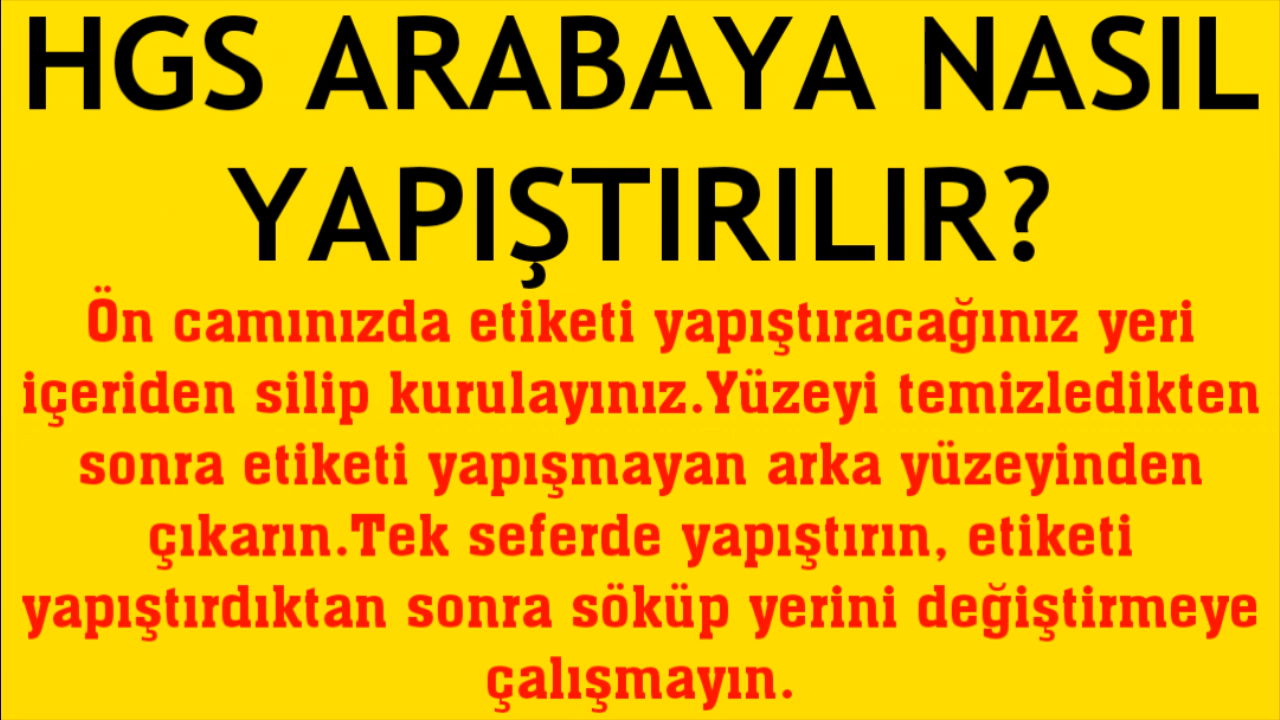 HGS ARABAYA NASIL
YAPIŞTIRILIR?
Ön camınızda etiketi yapıştıracağınız yeri
içeriden silip kurulayınız.Yüzeyi temizledikten
sonra etiketi yapışmayan arka yüzeyinden
çıkarın.Tek seferde yapıştırın, etiketi
yapıştırdıktan sonra söküp yerini değiştirmeye
çalışmayın.